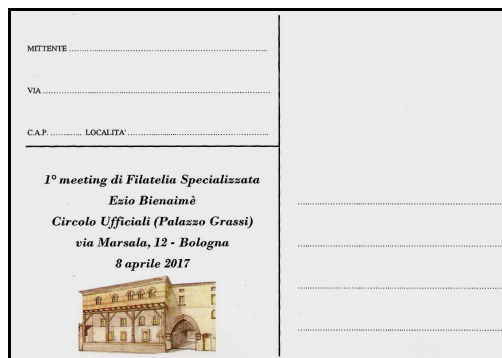 MITTENTE
VIA
C.A.P. LOCALITA'
1° meeting di Filatelia Specializzata
Ezio Bienaimè
Circolo Ufficiali (Palazzo Grassi)
via Marsala, 12 - Bologna
8 aprile 2017